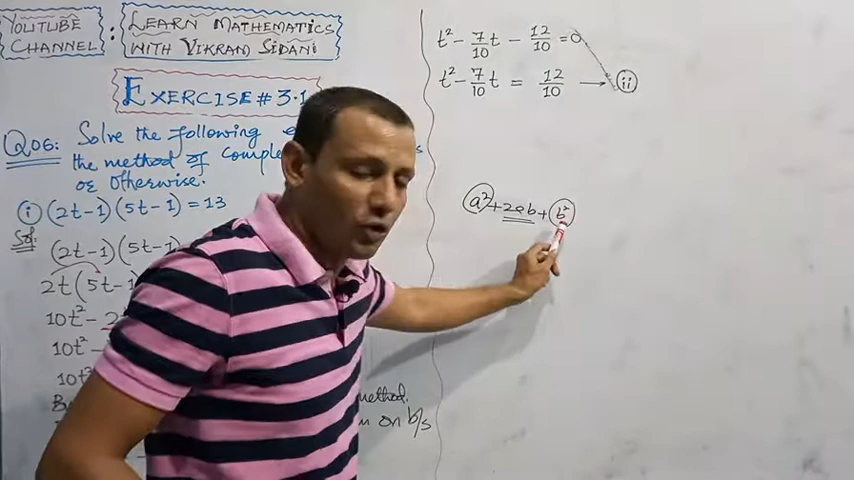 YOUTUBE CHANNEL : LEARN MATHEMATICS WITH VIKRAM SIDANI
EXERCISE # 3.1
Q06: Solve the following
the method of
or otherwise.
(i) (2t-1)(5t-1) = 13
Sol: (2t-1)(5t-1)
2t(5t-1)
10t² - 2
10t²
10t
method.
on b/s
t² - 7/10 t - 12/10 = 0
t² - 7/10 t = 12/10 → (ii)
a² + 2ab + b²